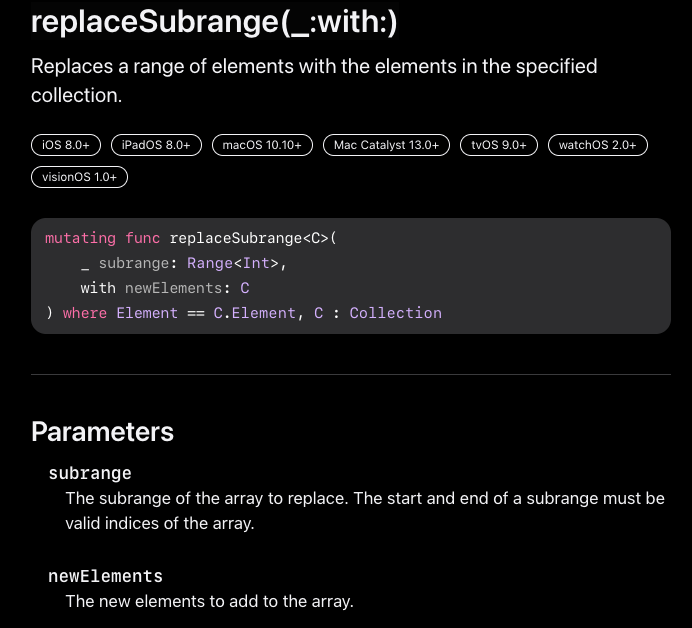 replaceSubrange(_:with:)
Replaces a range of elements with the elements in the specified
collection.
iOS 8.0+ iPadOS 8.0+ macOS 10.10+ Mac Catalyst 13.0+ tvOS 9.0+ watchOS 2.0+
visionOS 1.0+
mutating func replaceSubrange<C>(
    _ subrange: Range<Int>,
    with newElements: C
) where Element == C.Element, C : Collection
Parameters
subrange
The subrange of the array to replace. The start and end of a subrange must be
valid indices of the array.
newElements
The new elements to add to the array.